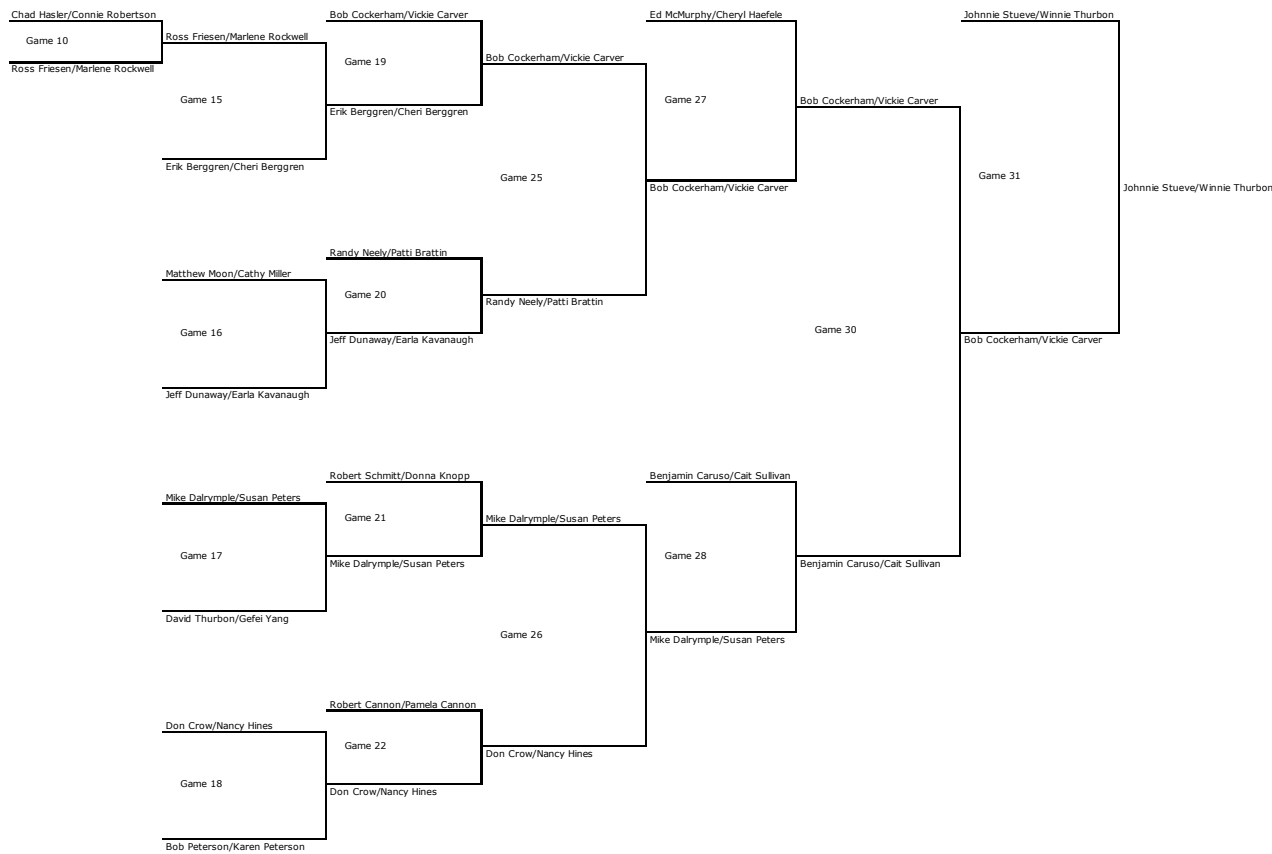 Chad Hasler/Connie Robertson
Bob Cockerham/Vickie Carver
Ed McMurphy/Cheryl Haefele
Johnnie Stueve/Winnie Thurbon
Game 10
Ross Friesen/Marlene Rockwell
Ross Friesen/Marlene Rockwell
Game 19
Bob Cockerham/Vickie Carver
Game 15
Game 27
Bob Cockerham/Vickie Carver
Erik Berggren/Cheri Berggren
Erik Berggren/Cheri Berggren
Game 25
Game 31
Bob Cockerham/Vickie Carver
Johnnie Stueve/Winnie Thurbon
Randy Neely/Patti Brattin
Matthew Moon/Cathy Miller
Game 20
Randy Neely/Patti Brattin
Game 16
Game 30
Jeff Dunaway/Earla Kavanaugh
Bob Cockerham/Vickie Carver
Jeff Dunaway/Earla Kavanaugh
Robert Schmitt/Donna Knopp
Benjamin Caruso/Cait Sullivan
Mike Dalrymple/Susan Peters
Game 21
Mike Dalrymple/Susan Peters
Game 17
Game 28
Mike Dalrymple/Susan Peters
Benjamin Caruso/Cait Sullivan
David Thurbon/Gefei Yang
Game 26
Mike Dalrymple/Susan Peters
Robert Cannon/Pamela Cannon
Don Crow/Nancy Hines
Game 22
Don Crow/Nancy Hines
Game 18
Don Crow/Nancy Hines
Bob Peterson/Karen Peterson